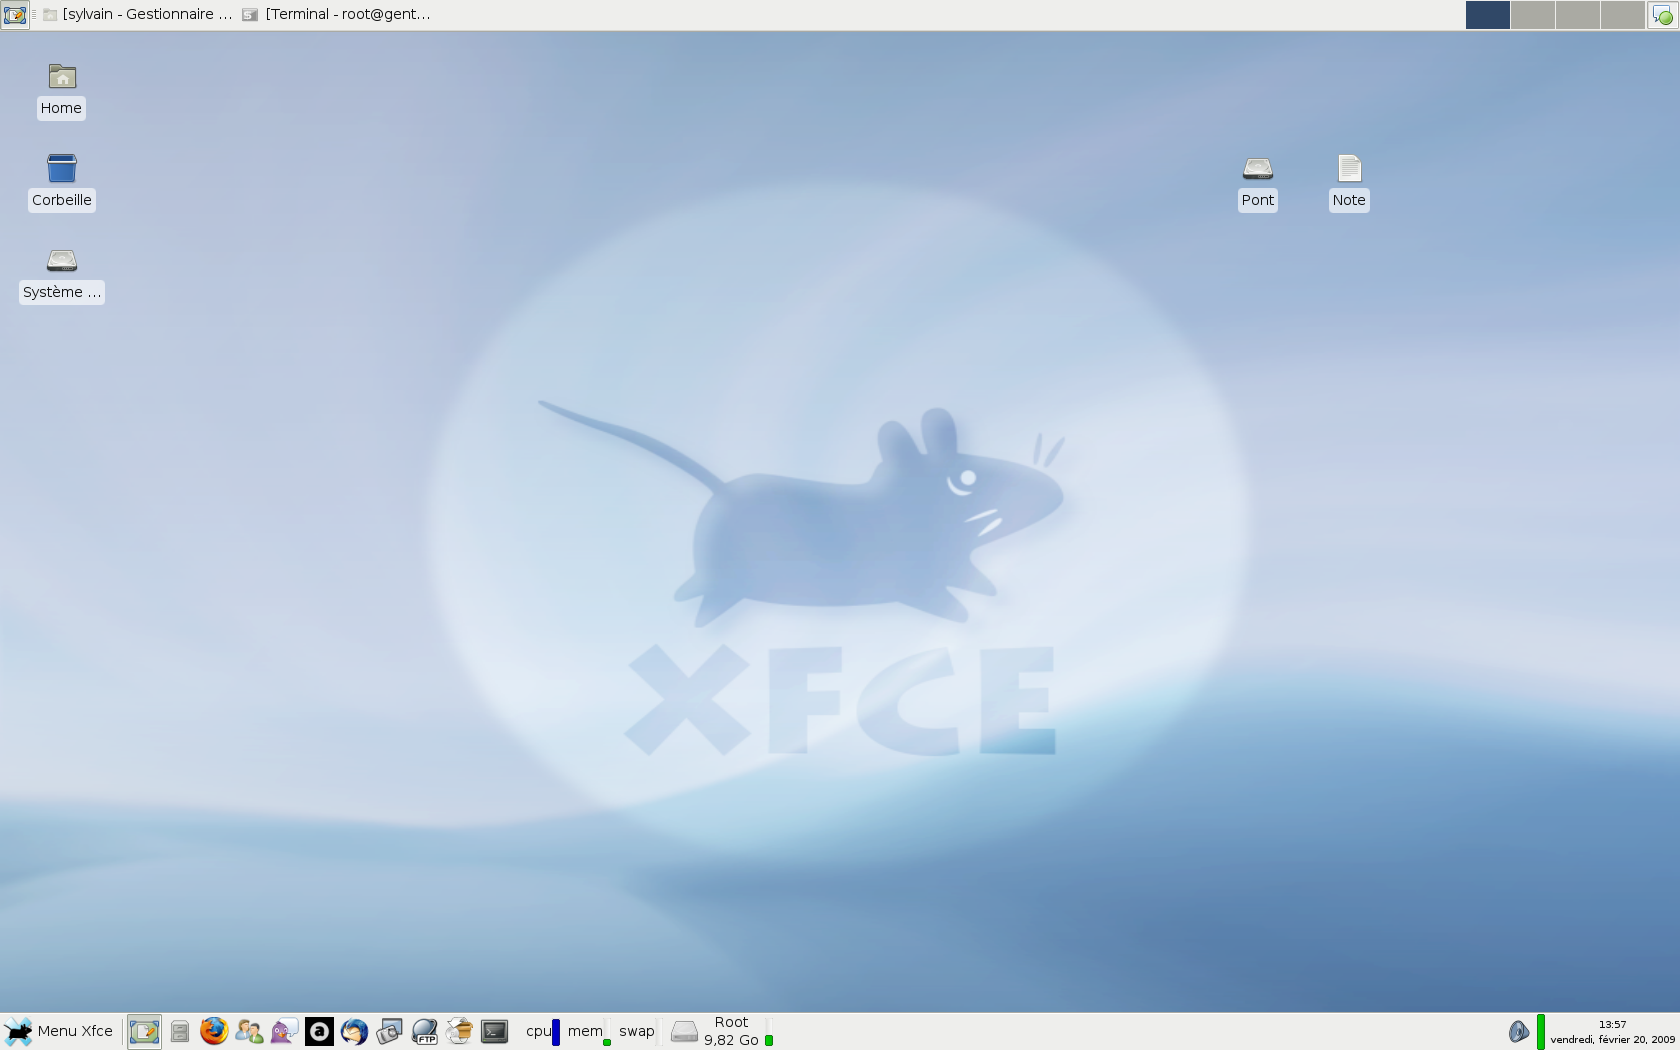 [sylvain - Gestionnaire ...
[Terminal - root@gent...
Home
Corbeille
Système ...
Pont
Note
XFCE
Menu Xfce
a
FTP
cpu
mem
swap
Root
9,82 Go
13:57
vendredi, février 20, 2009